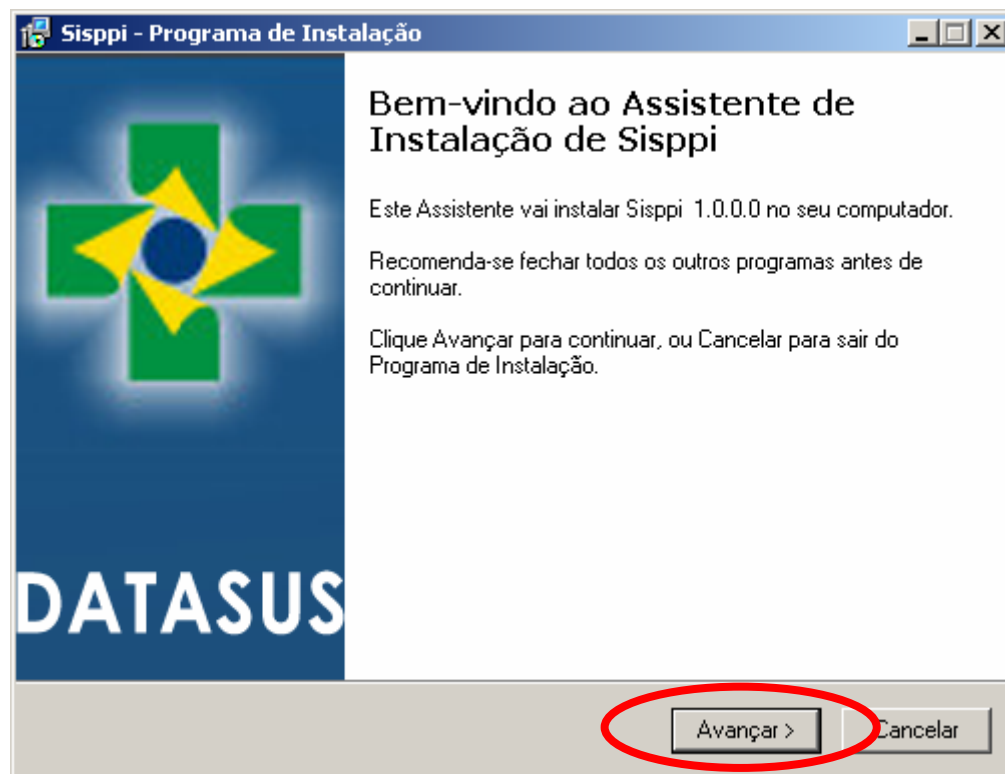 Sisppi - Programa de Instalação
Bem-vindo ao Assistente de
Instalação de Sisppi
Este Assistente vai instalar Sisppi 1.0.0.0 no seu computador.
Recomenda-se fechar todos os outros programas antes de
continuar.
Clique Avançar para continuar, ou Cancelar para sair do
Programa de Instalação.
DATASUS
Avançar >
Cancelar